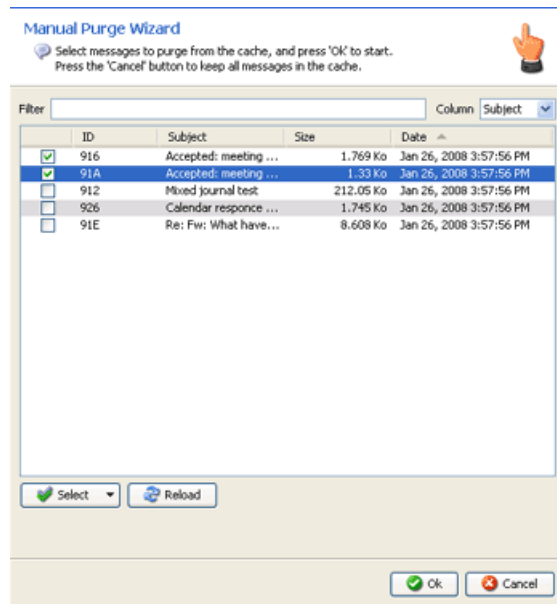 Manual Purge Wizard
Select messages to purge from the cache, and press 'Ok' to start.
Press the 'Cancel' button to keep all messages in the cache.
Filter Column Subject
ID Subject Size Date
916 Accepted: meeting ... 1.769 Ko Jan 26, 2008 3:57:56 PM
91A Accepted: meeting ... 1.33 Ko Jan 26, 2008 3:57:56 PM
912 Mixed journal test 212.05 Ko Jan 26, 2008 3:57:56 PM
926 Calendar responce ... 1.745 Ko Jan 26, 2008 3:57:56 PM
91E Re: Fw: What have... 8.608 Ko Jan 26, 2008 3:57:56 PM
Select Reload
Ok Cancel